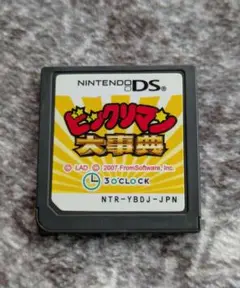 NINTENDO DS
ビックリマン
大事典
©LAD ©2007 FromSoftware, Inc.
3 O'CLOCK
NTR-YBDJ-JPN